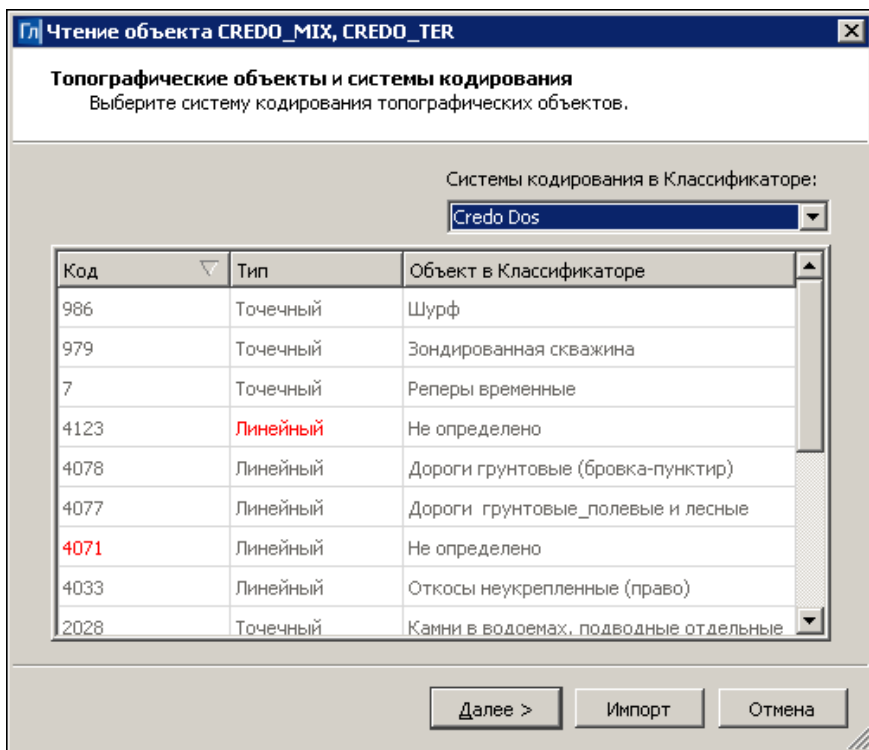 Гл Чтение объекта CREDO_MIX, CREDO_TER
Топографические объекты и системы кодирования
Выберите систему кодирования топографических объектов.
Системы кодирования в Классификаторе:
Credo Dos
Код Тип Объект в Классификаторе
986 Точечный Шурф
979 Точечный Зондированная скважина
7 Точечный Реперы временные
4123 Линейный Не определено
4078 Линейный Дороги грунтовые (бровка-пунктир)
4077 Линейный Дороги грунтовые_полевые и лесные
4071 Линейный Не определено
4033 Линейный Откосы неукрепленные (право)
2028 Точечный Камни в водоемах, подводные отдельные
Далее > Импорт Отмена